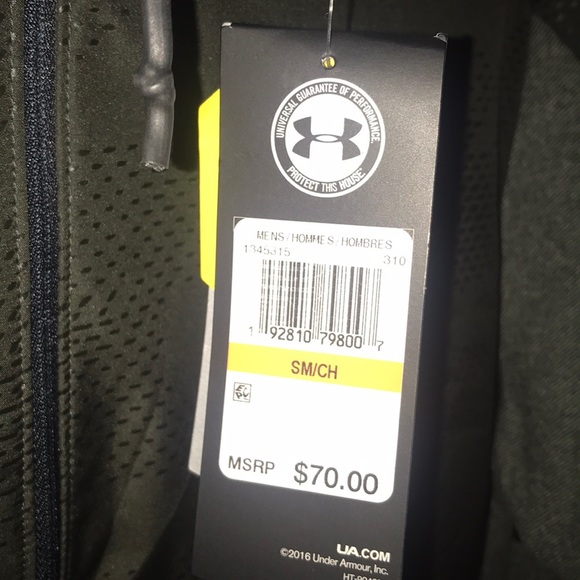 UNIVERSAL GUARANTEE OF PERFORMANCE
PROTECT THIS HOUSE
MENS/HOMMES/HOMBRES
1345315 310
1 92810 79800 7
SM/CH
MSRP $70.00
UA.COM
©2016 Under Armour, Inc.